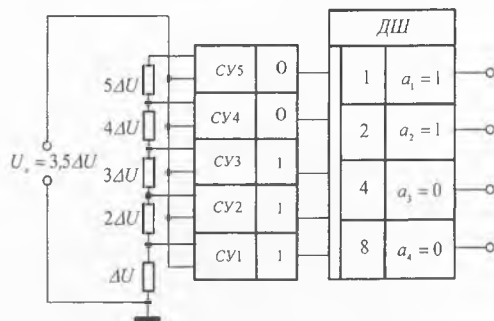 ДШ
5ΔU
СУ5 0
1 a₁ = 1
4ΔU
СУ4 0
2 a₂ = 1
Uₓ = 3,5ΔU
3ΔU
СУ3 1
4 a₃ = 0
2ΔU
СУ2 1
8 a₄ = 0
ΔU
СУ1 1